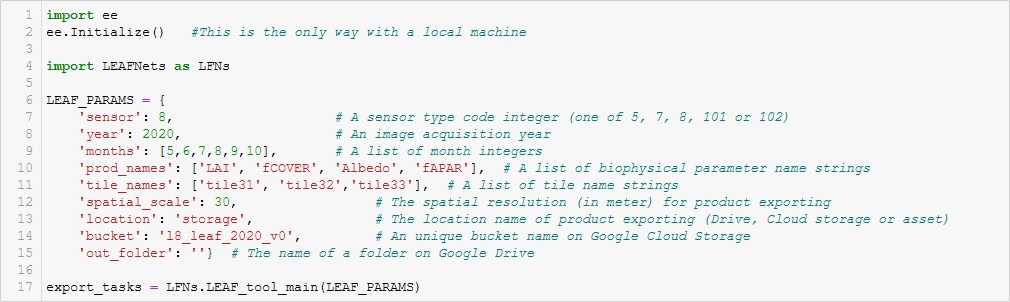 1 import ee
2 ee.Initialize()   #This is the only way with a local machine
3
4 import LEAFNets as LFNs
5
6 LEAF_PARAMS = {
7     'sensor': 8,                    # A sensor type code integer (one of 5, 7, 8, 101 or 102)
8     'year': 2020,                   # An image acquisition year
9     'months': [5,6,7,8,9,10],       # A list of month integers
10     'prod_names': ['LAI', 'fCOVER', 'Albedo', 'fAPAR'],  # A list of biophysical parameter name strings
11     'tile_names': ['tile31', 'tile32','tile33'],  # A list of tile name strings
12     'spatial_scale': 30,                 # The spatial resolution (in meter) for product exporting
13     'location': 'storage',               # The location name of product exporting (Drive, Cloud storage or asset)
14     'bucket': 'l8_leaf_2020_v0',         # An unique bucket name on Google Cloud Storage
15     'out_folder': ''}  # The name of a folder on Google Drive
16
17 export_tasks = LFNs.LEAF_tool_main(LEAF_PARAMS)